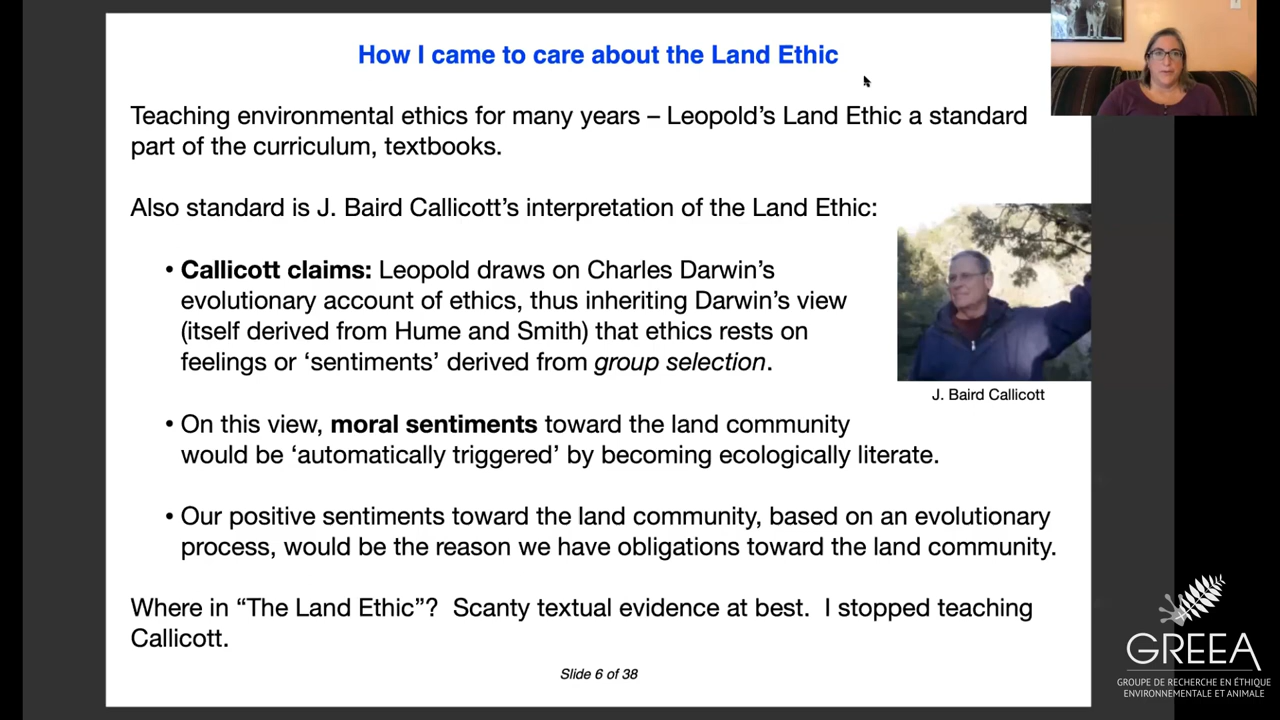 How I came to care about the Land Ethic
Teaching environmental ethics for many years – Leopold's Land Ethic a standard
part of the curriculum, textbooks.
Also standard is J. Baird Callicott's interpretation of the Land Ethic:
• Callicott claims: Leopold draws on Charles Darwin's
evolutionary account of ethics, thus inheriting Darwin's view
(itself derived from Hume and Smith) that ethics rests on
feelings or 'sentiments' derived from group selection.
J. Baird Callicott
• On this view, moral sentiments toward the land community
would be 'automatically triggered' by becoming ecologically literate.
• Our positive sentiments toward the land community, based on an evolutionary
process, would be the reason we have obligations toward the land community.
Where in “The Land Ethic”? Scanty textual evidence at best. I stopped teaching
Callicott.
Slide 6 of 38
GREEA
GROUPE DE RECHERCHE EN ÉTHIQUE
ENVIRONNEMENTALE ET ANIMALE